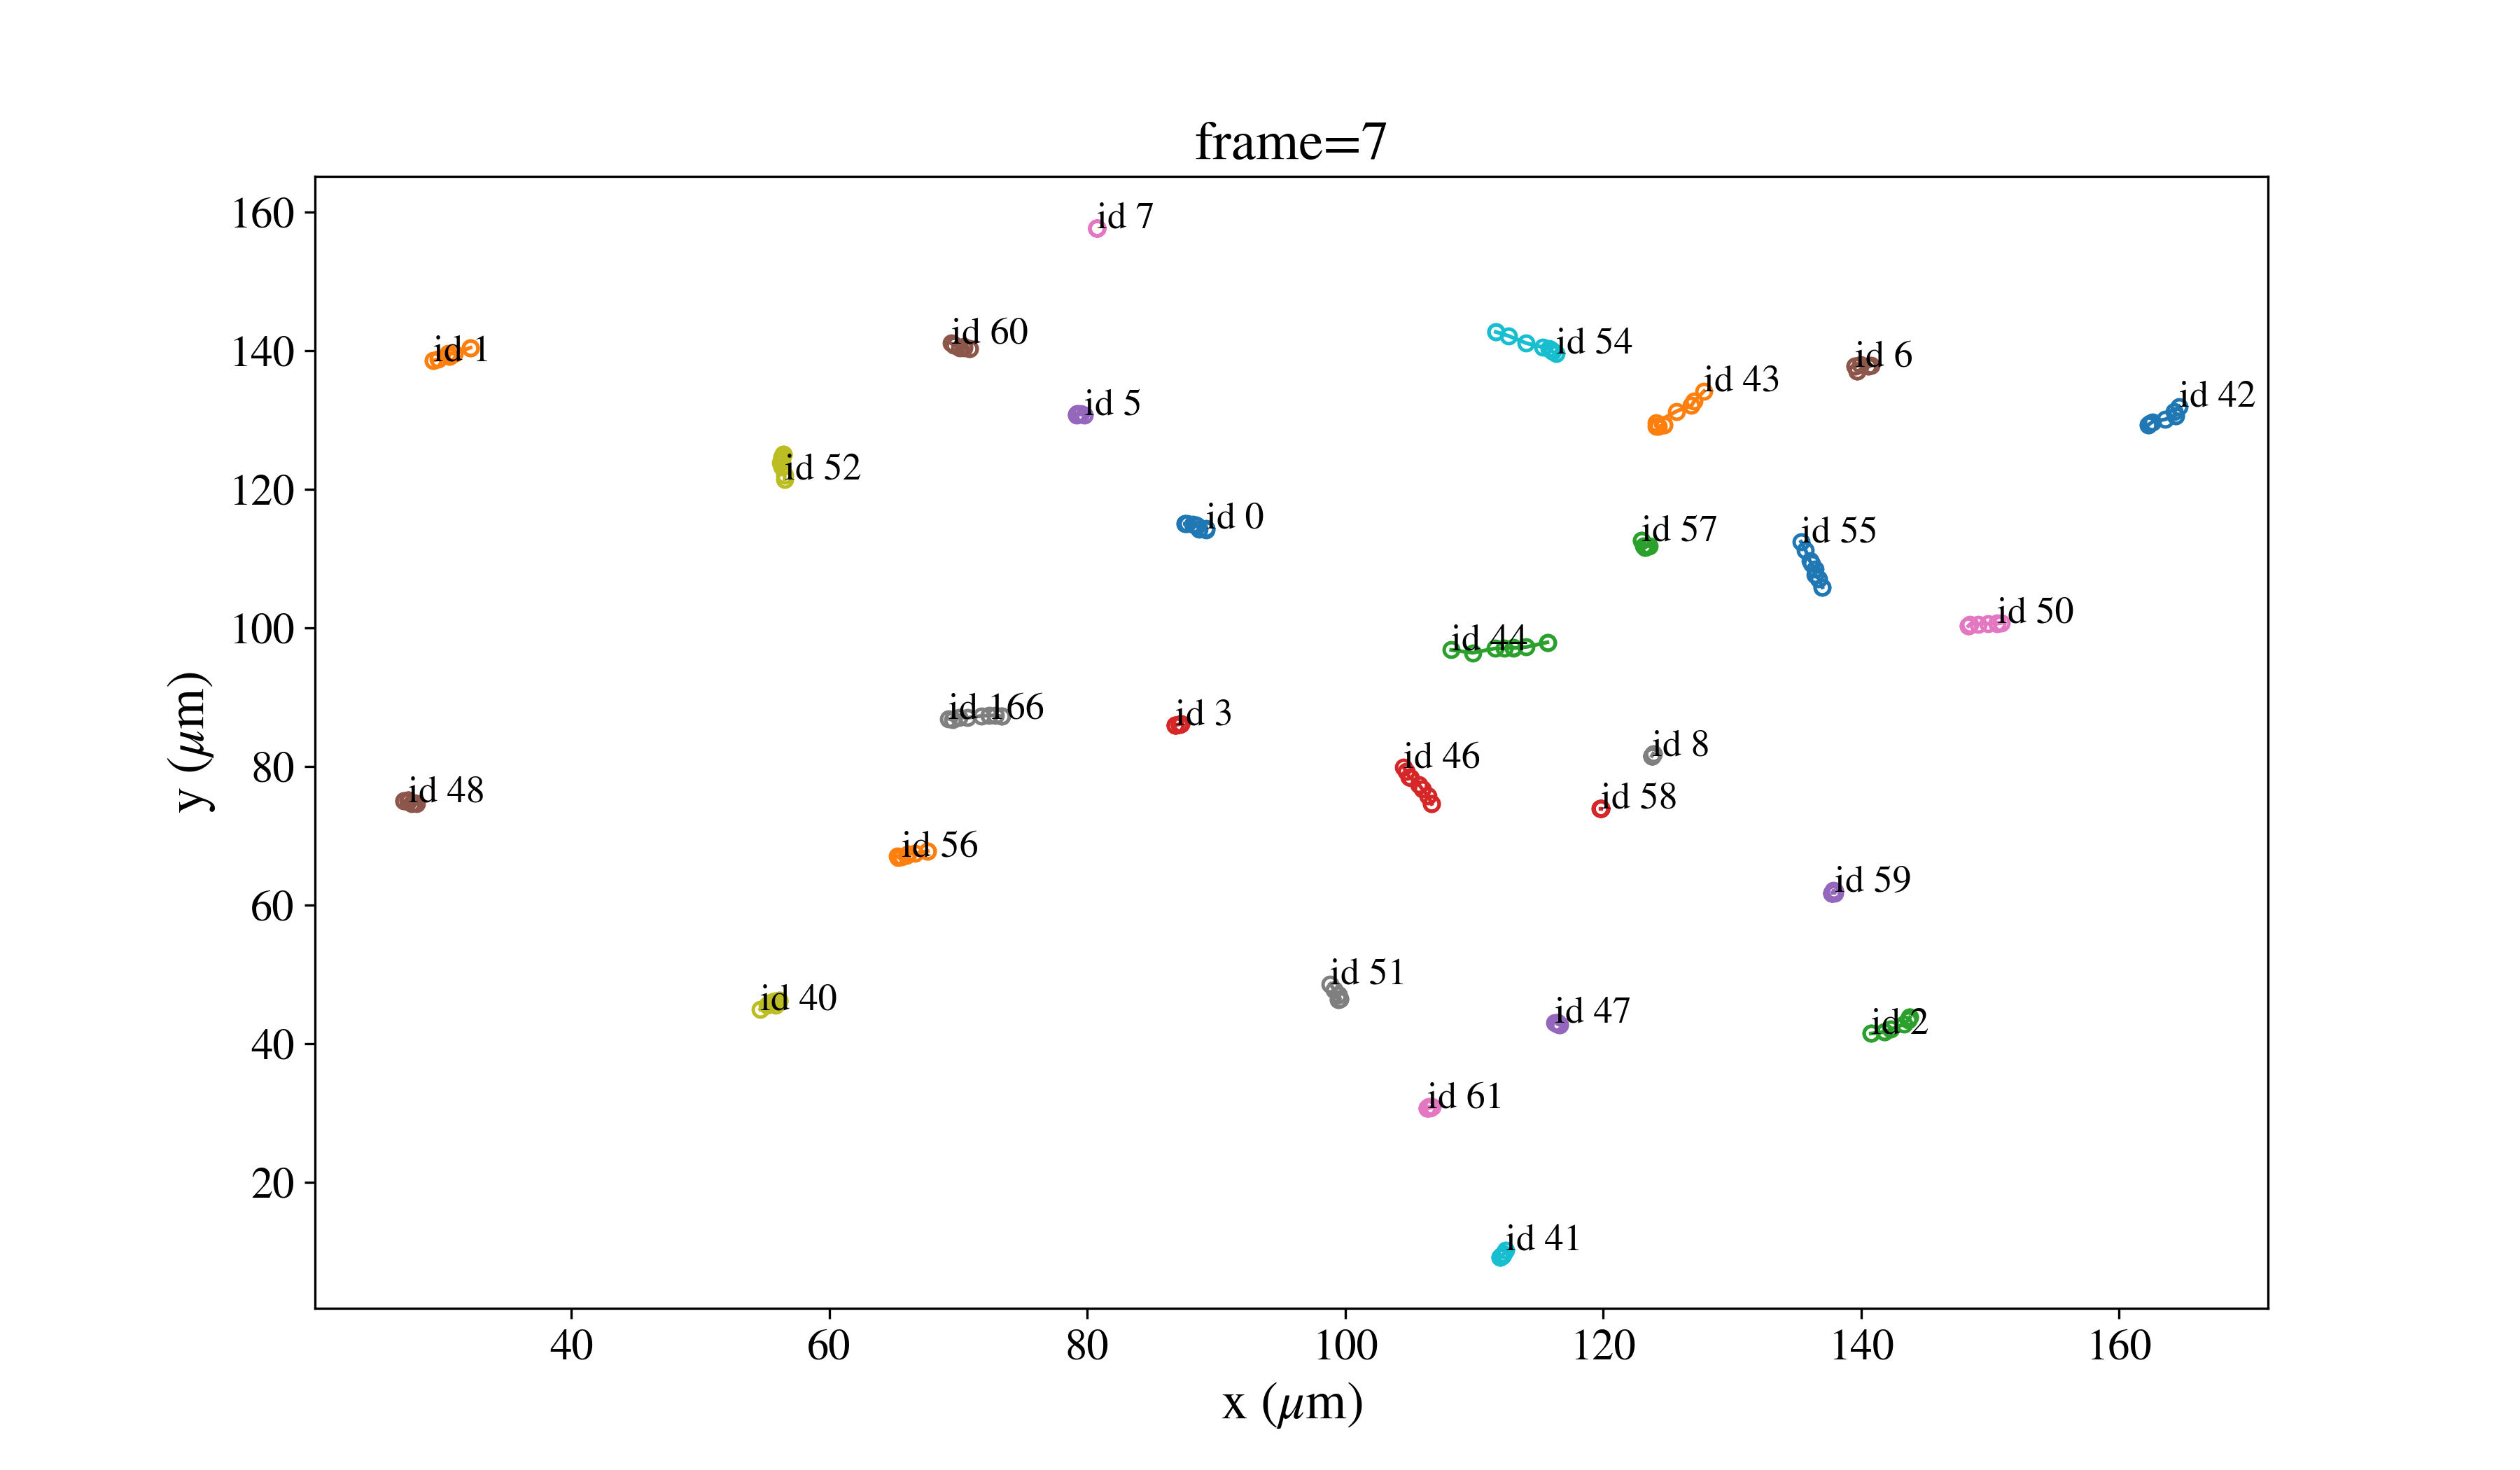 frame=7
160
140
120
100
80
60
40
20
y (μm)
id 7
id 60
id 54
id 1
id 6
id 43
id 42
id 5
id 52
id 0
id 57
id 55
id 50
id 44
id 166
id 3
id 46
id 8
id 48
id 58
id 56
id 59
id 51
id 40
id 47
id 2
id 61
id 41
40
60
80
100
120
140
160
x (μm)